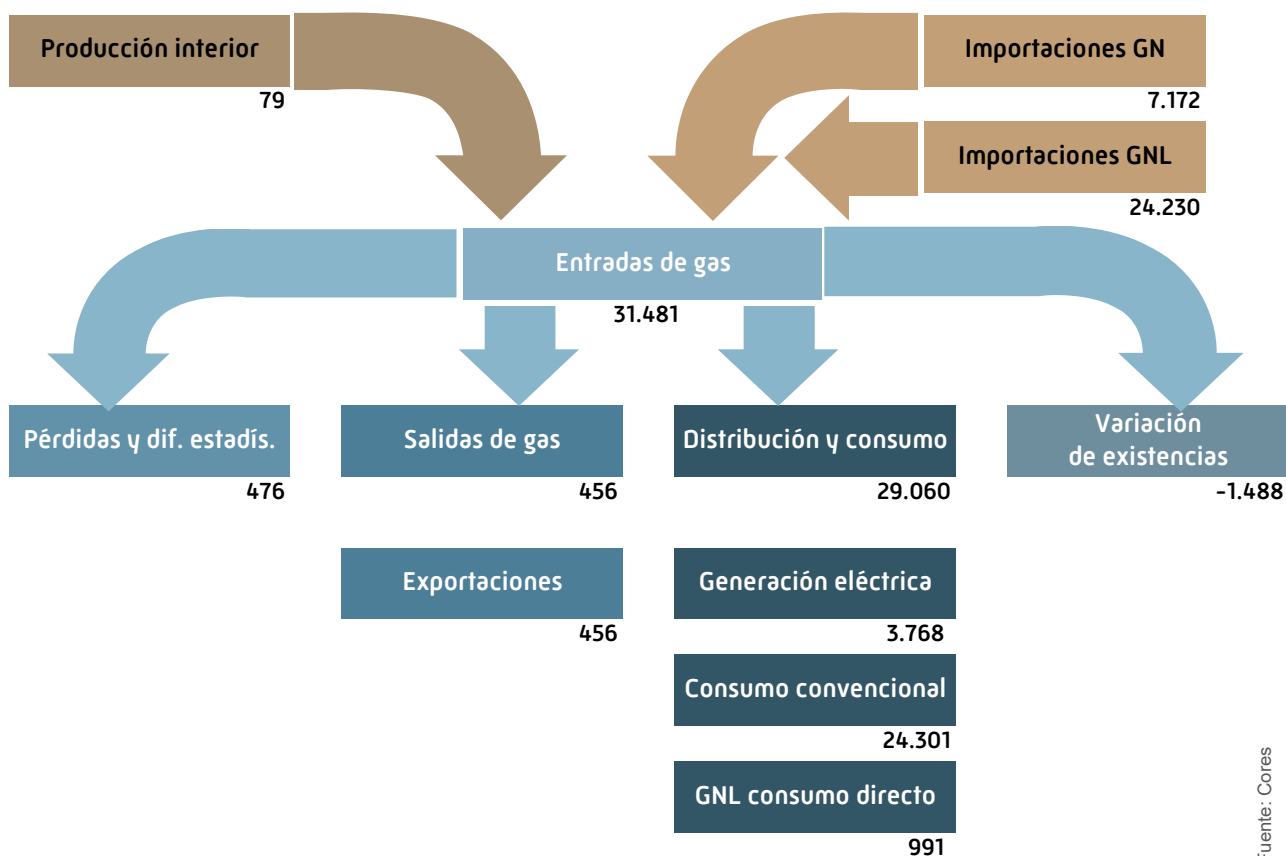 Producción interior
79
Importaciones GN
7.172
Importaciones GNL
24.230
Entradas de gas
31.481
Pérdidas y dif. estadís.
476
Salidas de gas
456
Distribución y consumo
29.060
Variación
de existencias
-1.488
Exportaciones
456
Generación eléctrica
3.768
Consumo convencional
24.301
GNL consumo directo
991
Fuente: Cores